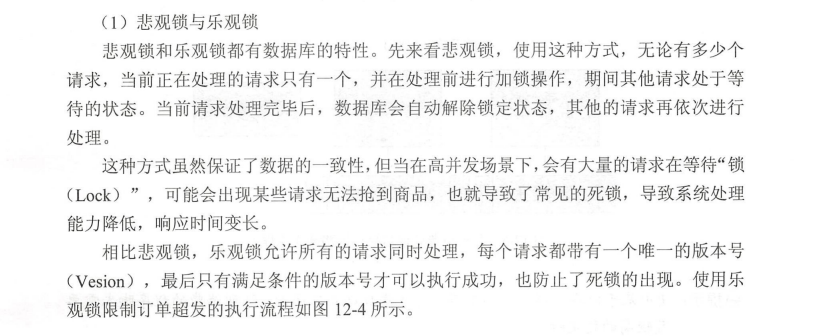 （1）悲观锁与乐观锁
悲观锁和乐观锁都有数据库的特性。先来看悲观锁，使用这种方式，无论有多少个
请求，当前正在处理的请求只有一个，并在处理前进行加锁操作，期间其他请求处于等
待的状态。当前请求处理完毕后，数据库会自动解除锁定状态，其他的请求再依次进行
处理。
这种方式虽然保证了数据的一致性，但当在高并发场景下，会有大量的请求在等待“锁
（Lock）”，可能会出现某些请求无法抢到商品，也就导致了常见的死锁，导致系统处理
能力降低，响应时间变长。
相比悲观锁，乐观锁允许所有的请求同时处理，每个请求都带有一个唯一的版本号
（Vesion），最后只有满足条件的版本号才可以执行成功，也防止了死锁的出现。使用乐
观锁限制订单超发的执行流程如图 12-4 所示。